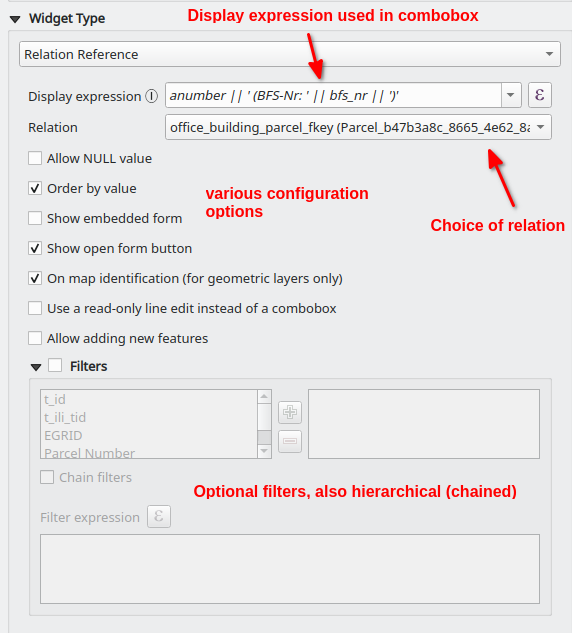 Display expression used in combobox
Widget Type
Relation Reference
Display expression anumber || ' (BFS-Nr: ' || bfs_nr || ')' ε
Relation office_building_parcel_fkey (Parcel_b47b3a8c_8665_4e62_8a
Allow NULL value
Order by value
various configuration
options
Show embedded form
Choice of relation
Show open form button
On map identification (for geometric layers only)
Use a read-only line edit instead of a combobox
Allow adding new features
Filters
t_id
t_ili_tid
EGRID
Parcel Number
Chain filters
Optional filters, also hierarchical (chained)
Filter expression ε